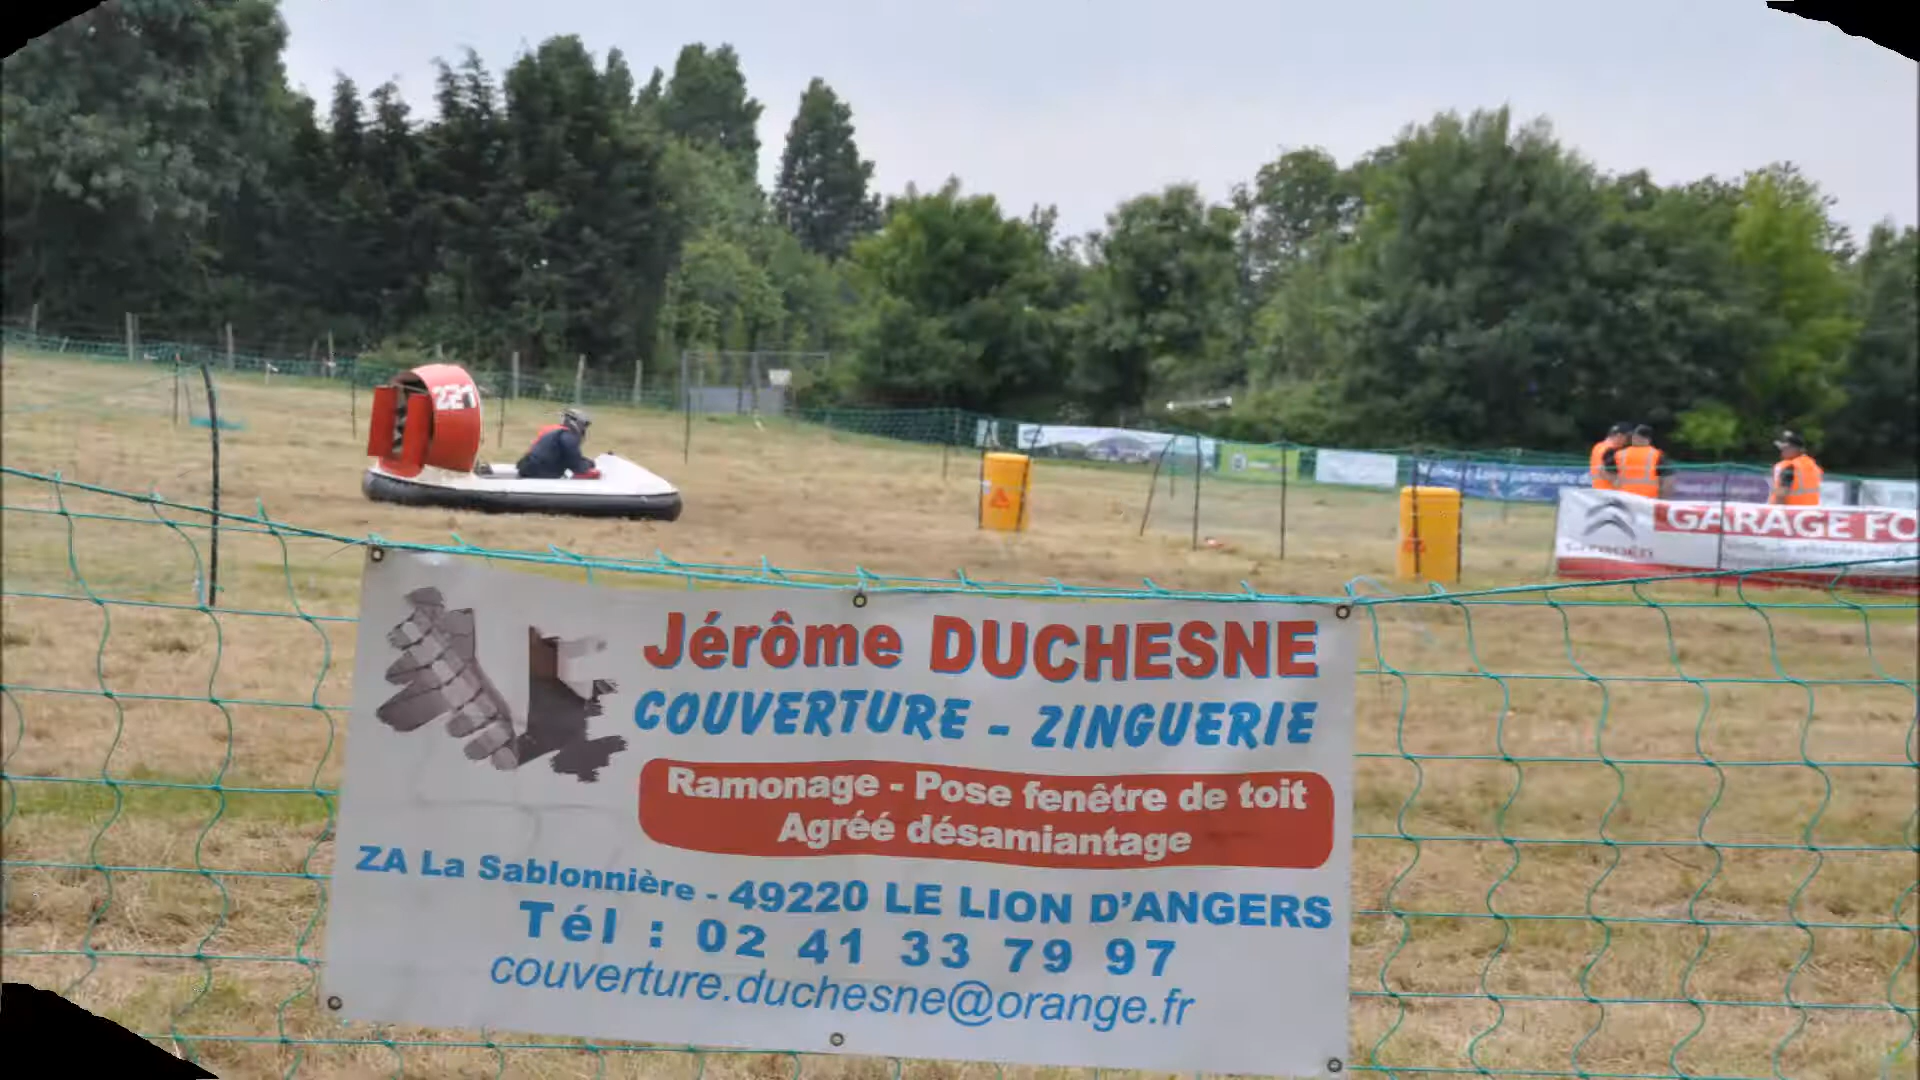 221
GARAGE FO
Jérôme DUCHESNE
COUVERTURE - ZINGUERIE
Ramonage - Pose fenêtre de toit
Agréé désamiantage
ZA La Sablonnière - 49220 LE LION D'ANGERS
Tél : 02 41 33 79 97
couverture.duchesne@orange.fr